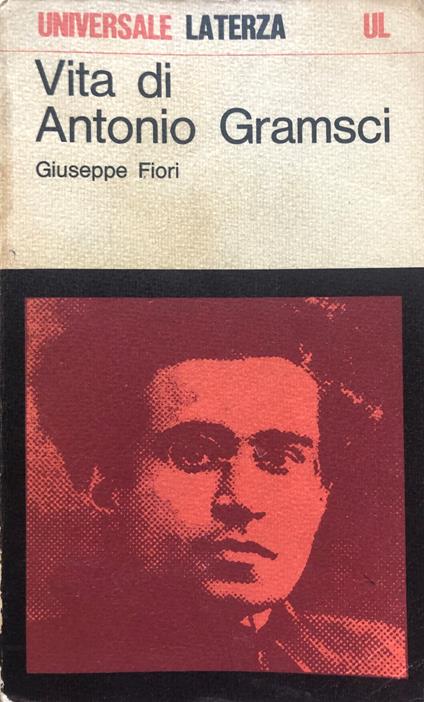 UNIVERSALE LATERZA UL
Vita di
Antonio Gramsci
Giuseppe Fiori